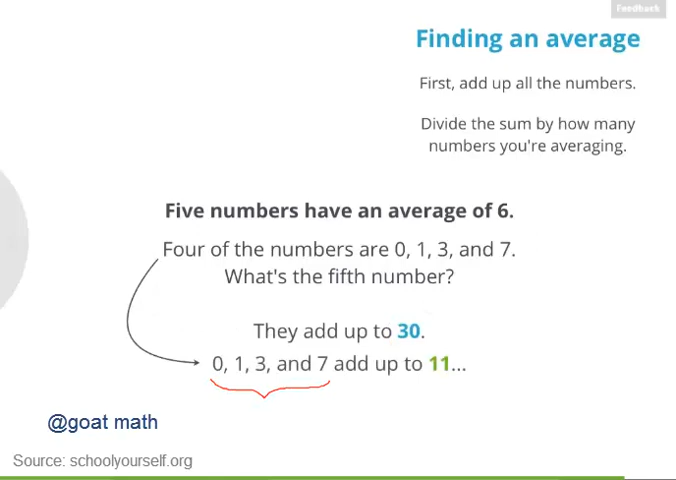 Feedback
Finding an average
First, add up all the numbers.
Divide the sum by how many
numbers you're averaging.
Five numbers have an average of 6.
Four of the numbers are 0, 1, 3, and 7.
What's the fifth number?
They add up to 30.
0, 1, 3, and 7 add up to 11...
@goat math
Source: schoolyourself.org